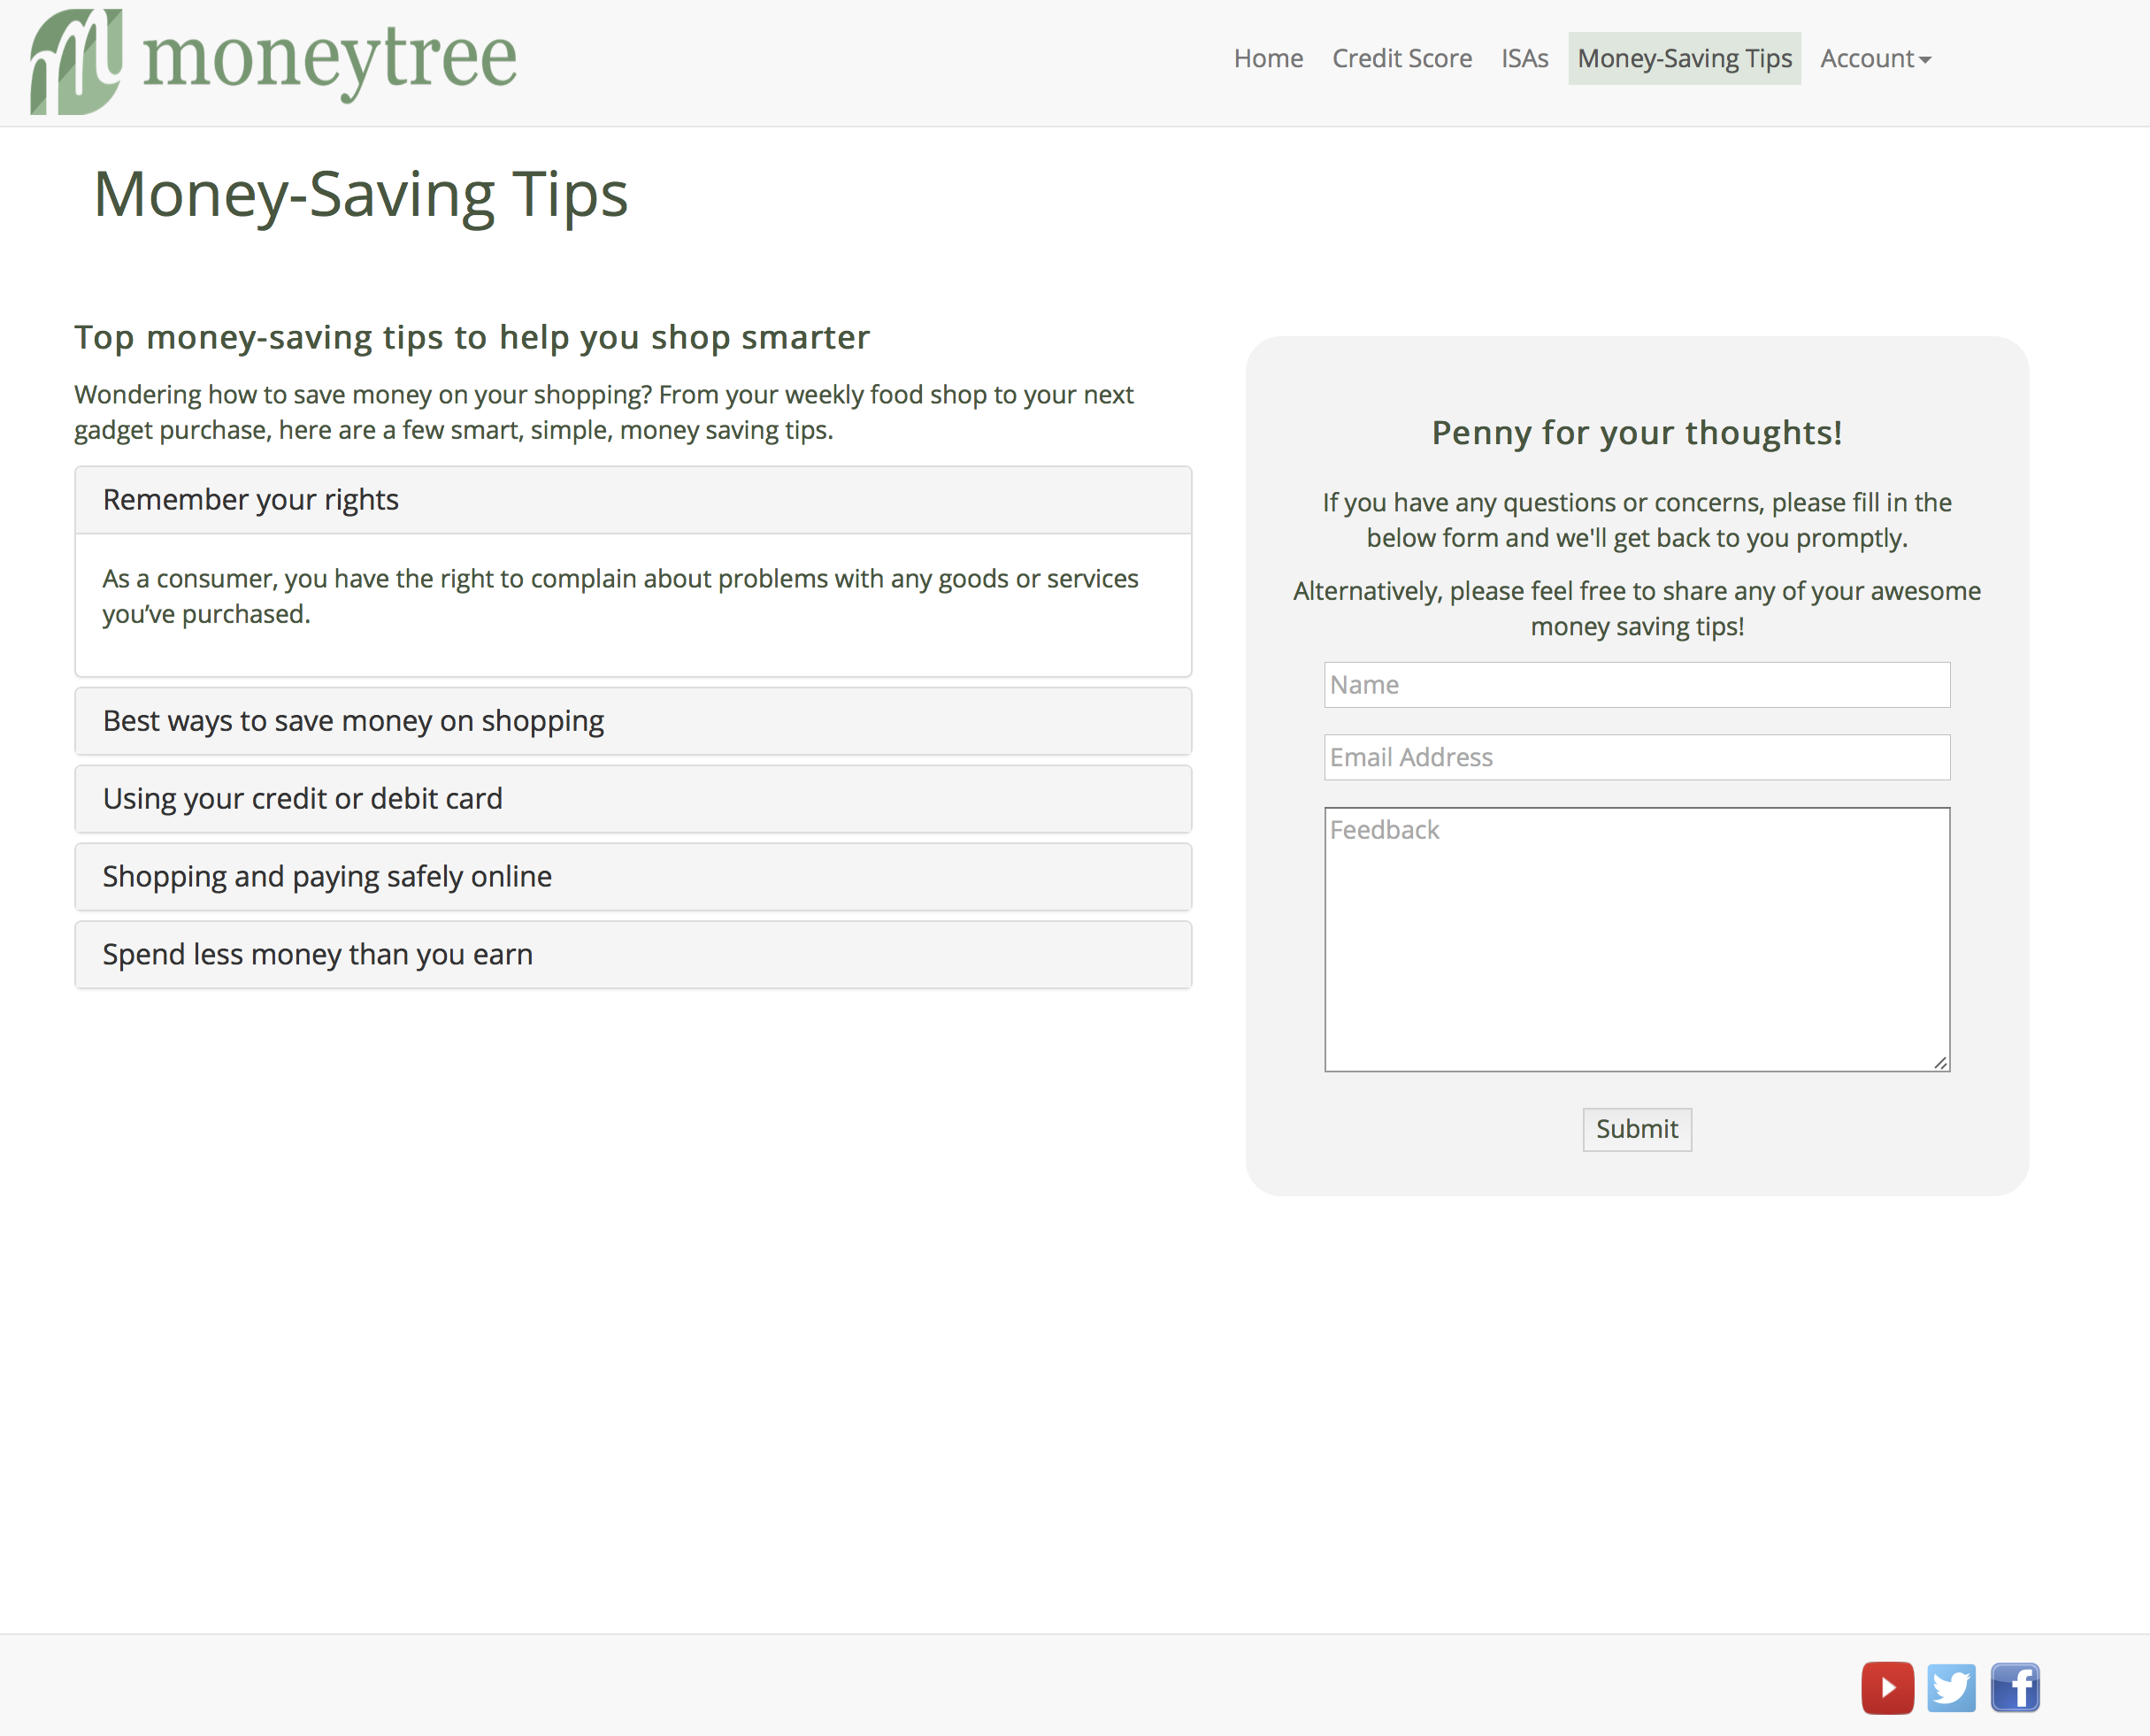 moneytree
Home Credit Score ISAs Money-Saving Tips Account
Money-Saving Tips
Top money-saving tips to help you shop smarter
Wondering how to save money on your shopping? From your weekly food shop to your next
gadget purchase, here are a few smart, simple, money saving tips.
Remember your rights
As a consumer, you have the right to complain about problems with any goods or services
you’ve purchased.
Best ways to save money on shopping
Using your credit or debit card
Shopping and paying safely online
Spend less money than you earn
Penny for your thoughts!
If you have any questions or concerns, please fill in the
below form and we'll get back to you promptly.
Alternatively, please feel free to share any of your awesome
money saving tips!
Name
Email Address
Feedback
Submit